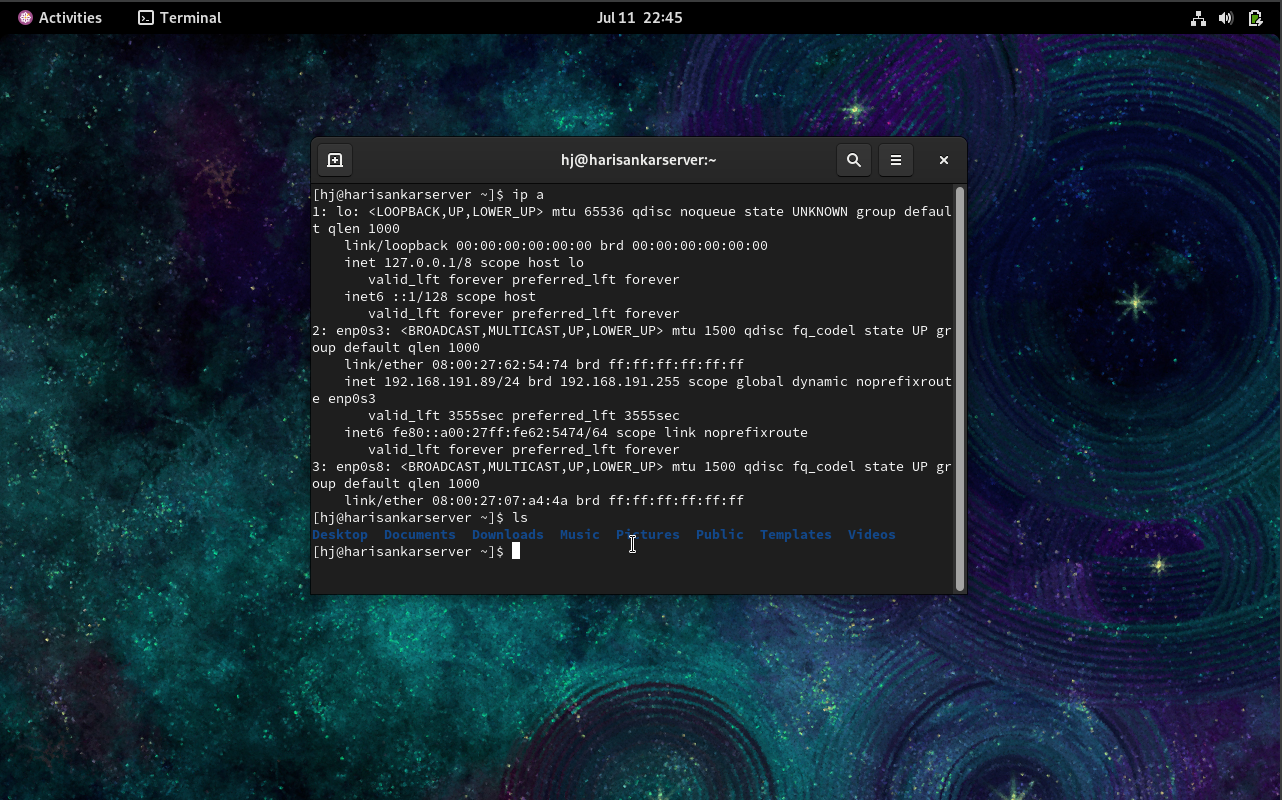 Activities Terminal Jul 11 22:45
hj@harisankarserver:~
[hj@harisankarserver ~]$ ip a
1: lo: <LOOPBACK,UP,LOWER_UP> mtu 65536 qdisc noqueue state UNKNOWN group defaul
t qlen 1000
    link/loopback 00:00:00:00:00:00 brd 00:00:00:00:00:00
    inet 127.0.0.1/8 scope host lo
       valid_lft forever preferred_lft forever
    inet6 ::1/128 scope host
       valid_lft forever preferred_lft forever
2: enp0s3: <BROADCAST,MULTICAST,UP,LOWER_UP> mtu 1500 qdisc fq_codel state UP gr
oup default qlen 1000
    link/ether 08:00:27:62:54:74 brd ff:ff:ff:ff:ff:ff
    inet 192.168.191.89/24 brd 192.168.191.255 scope global dynamic noprefixrout
e enp0s3
       valid_lft 3555sec preferred_lft 3555sec
    inet6 fe80::a00:27ff:fe62:5474/64 scope link noprefixroute
       valid_lft forever preferred_lft forever
3: enp0s8: <BROADCAST,MULTICAST,UP,LOWER_UP> mtu 1500 qdisc fq_codel state UP gr
oup default qlen 1000
    link/ether 08:00:27:07:a4:4a brd ff:ff:ff:ff:ff:ff
[hj@harisankarserver ~]$ ls
Desktop  Documents  Downloads  Music  Pictures  Public  Templates  Videos
[hj@harisankarserver ~]$